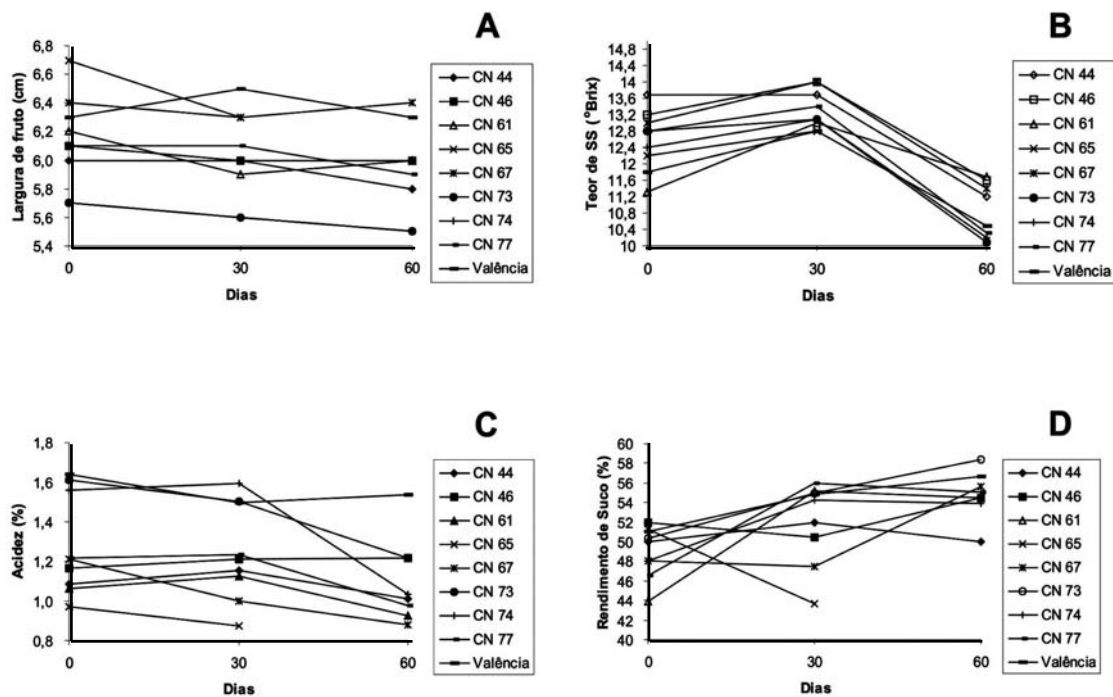 A
Largura de fruto (cm)
6,8
6,6
6,4
6,2
6,0
5,8
5,6
5,4
0
30
60
Dias
CN 44
CN 46
CN 61
CN 65
CN 67
CN 73
CN 74
CN 77
Valência
B
Teor de SS (°Brix)
14,8
14,4
14
13,6
13,2
12,8
12,4
12
11,6
11,2
10,8
10,4
10
0
30
60
Dias
CN 44
CN 46
CN 61
CN 65
CN 67
CN 73
CN 74
CN 77
Valência
C
Acidez (%)
1,8
1,6
1,4
1,2
1,0
0,8
0
30
60
Dias
CN 44
CN 46
CN 61
CN 65
CN 67
CN 73
CN 74
CN 77
Valência
D
Rendimento de Suco (%)
60
58
56
54
52
50
48
46
44
42
40
0
30
60
Dias
CN 44
CN 46
CN 61
CN 65
CN 67
CN 73
CN 74
CN 77
Valência